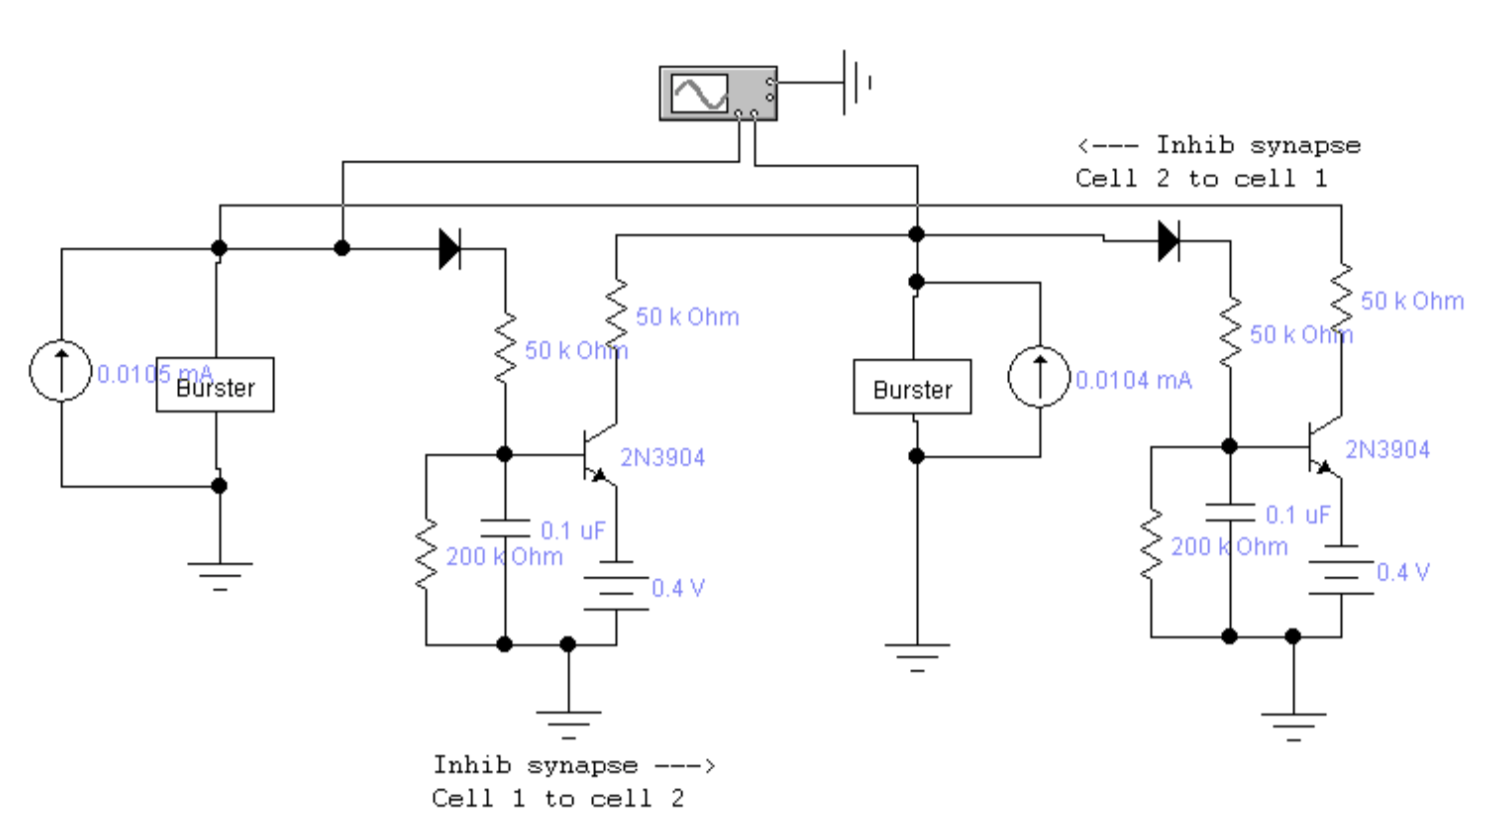 <--- Inhib synapse
Cell 2 to cell 1
50 k Ohm
50 k Ohm
50 k Ohm
50 k Ohm
0.0105 mA
Burster
Burster
0.0104 mA
2N3904
2N3904
0.1 uF
200 k Ohm
0.4 V
0.1 uF
200 k Ohm
0.4 V
Inhib synapse --->
Cell 1 to cell 2